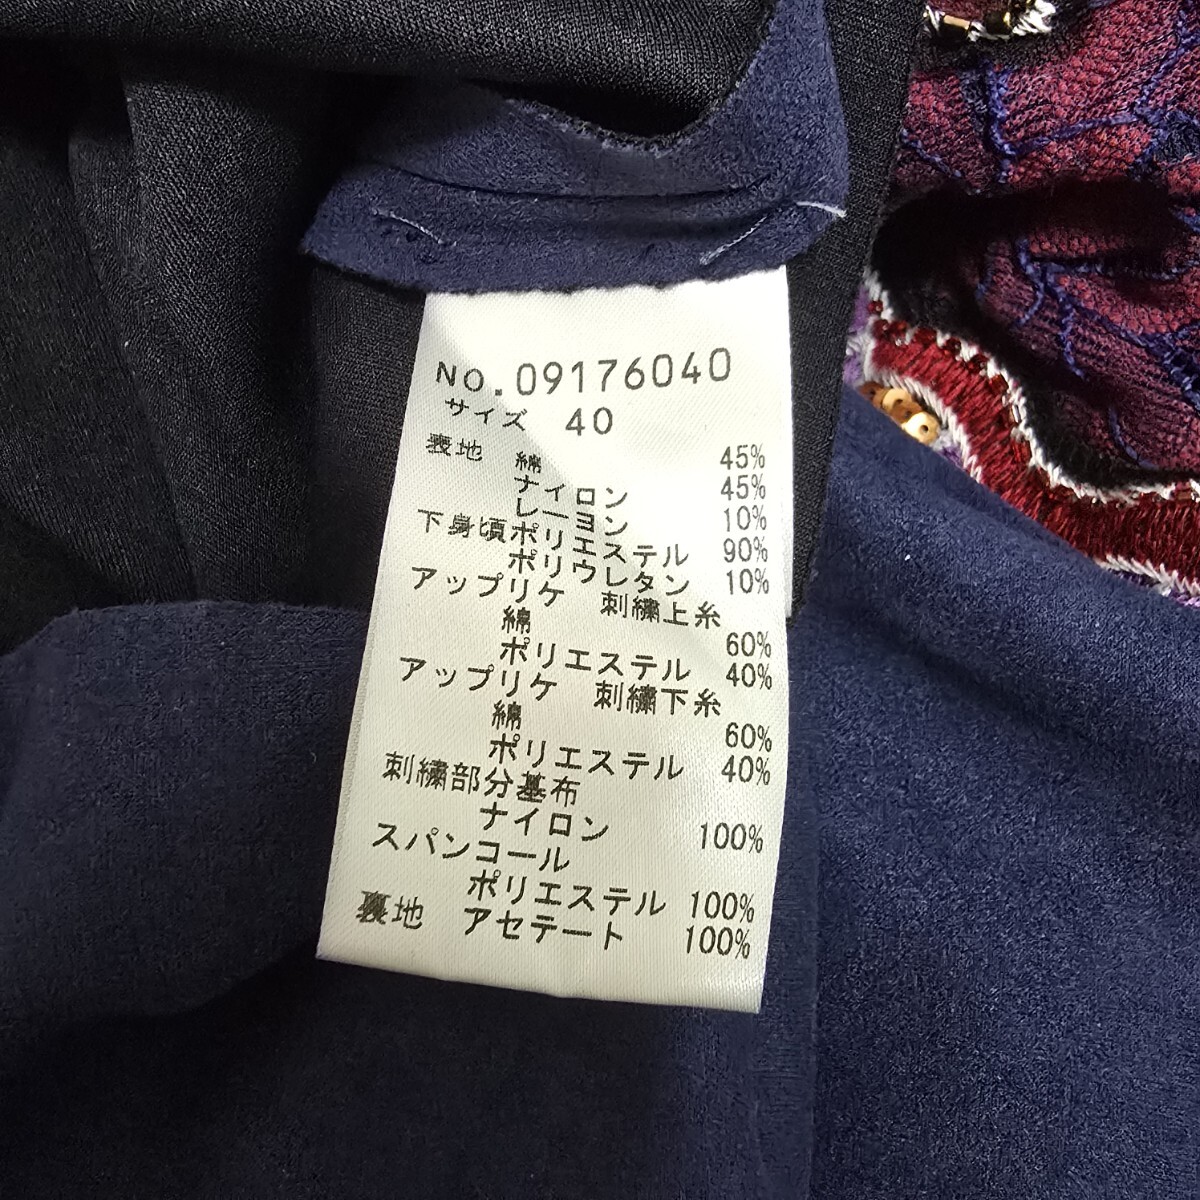 NO.09176040
サイズ 40
表地 綿 45%
ナイロン 45%
レーヨン 10%
下身頃ポリエステル 90%
ポリウレタン 10%
アップリケ 刺繍上糸
綿 60%
ポリエステル 40%
アップリケ 刺繍下糸
綿 60%
ポリエステル 40%
刺繍部分基布
ナイロン 100%
スパンコール
ポリエステル 100%
裏地 アセテート 100%